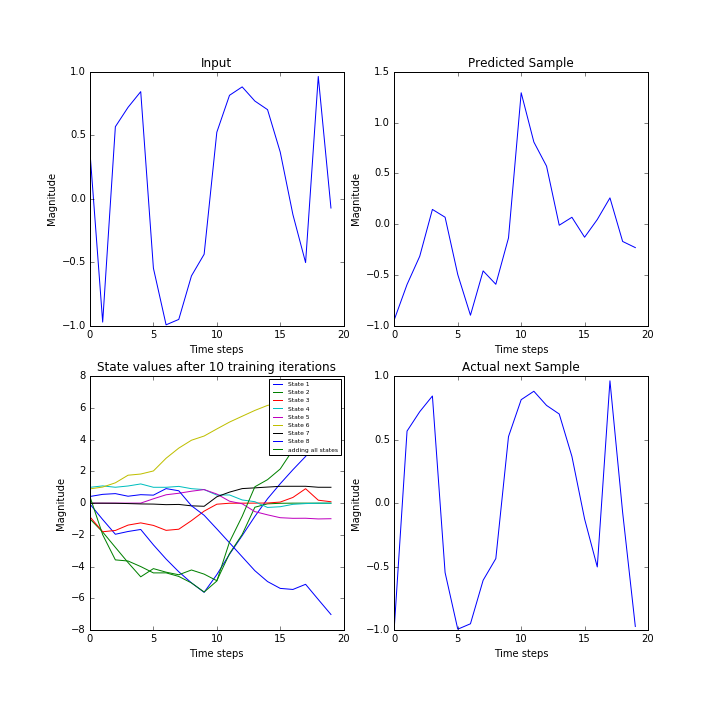 Input
Magnitude
1.0
0.5
0.0
−0.5
−1.0
0 5 10 15 20
Time steps
Predicted Sample
Magnitude
1.5
1.0
0.5
0.0
−0.5
−1.0
0 5 10 15 20
Time steps
State values after 10 training iterations
Magnitude
8
6
4
2
0
−2
−4
−6
−8
0 5 10 15 20
Time steps
State 1
State 2
State 3
State 4
State 5
State 6
State 7
State 8
adding all states
Actual next Sample
Magnitude
1.0
0.5
0.0
−0.5
−1.0
0 5 10 15 20
Time steps